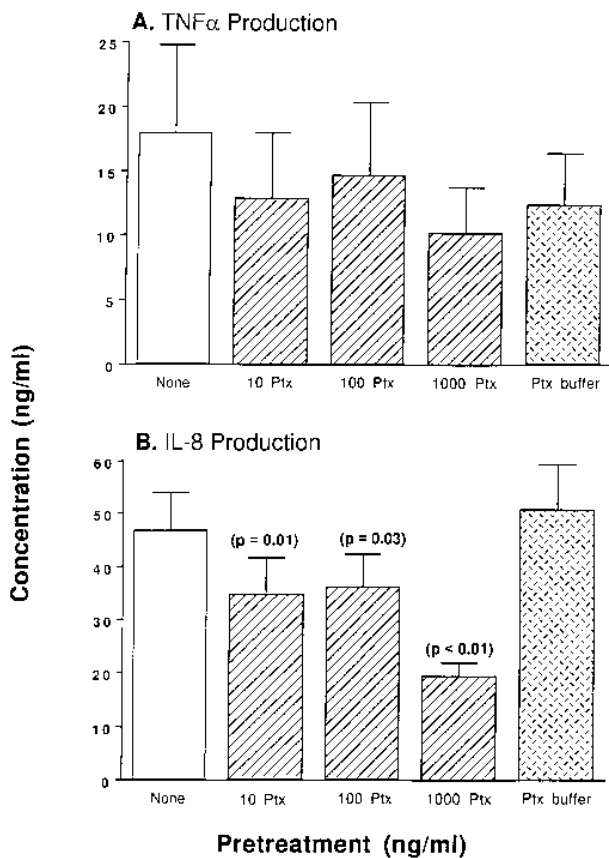 A. TNFα Production
25
20
15
10
5
0
None 10 Ptx 100 Ptx 1000 Ptx Ptx buffer
Concentration (ng/ml)
B. IL-8 Production
60
50
40
30
20
10
0
(p = 0.01) (p = 0.03)
(p < 0.01)
None 10 Ptx 100 Ptx 1000 Ptx Ptx buffer
Pretreatment (ng/ml)